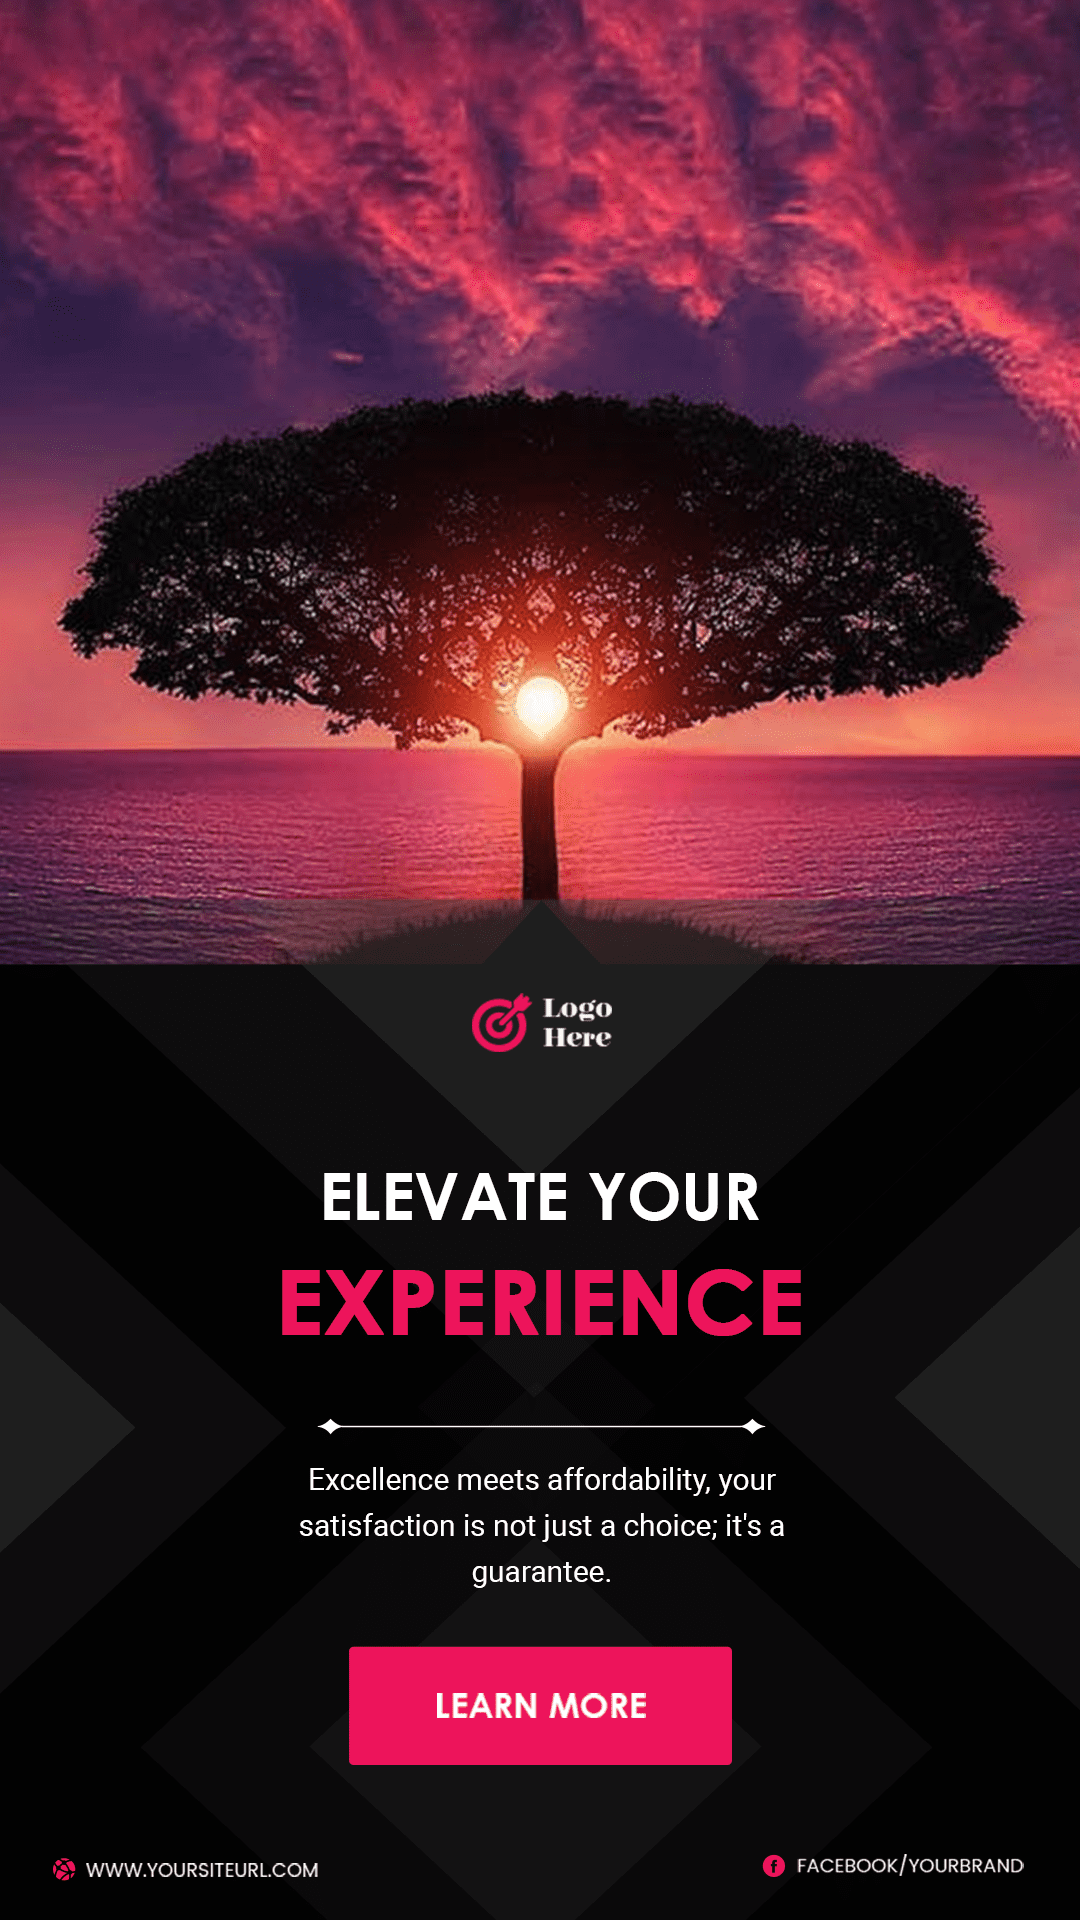 Logo
Here
ELEVATE YOUR
EXPERIENCE
Excellence meets affordability, your
satisfaction is not just a choice; it's a
guarantee.
LEARN MORE
WWW.YOURSITEURL.COM
FACEBOOK/YOURBRAND